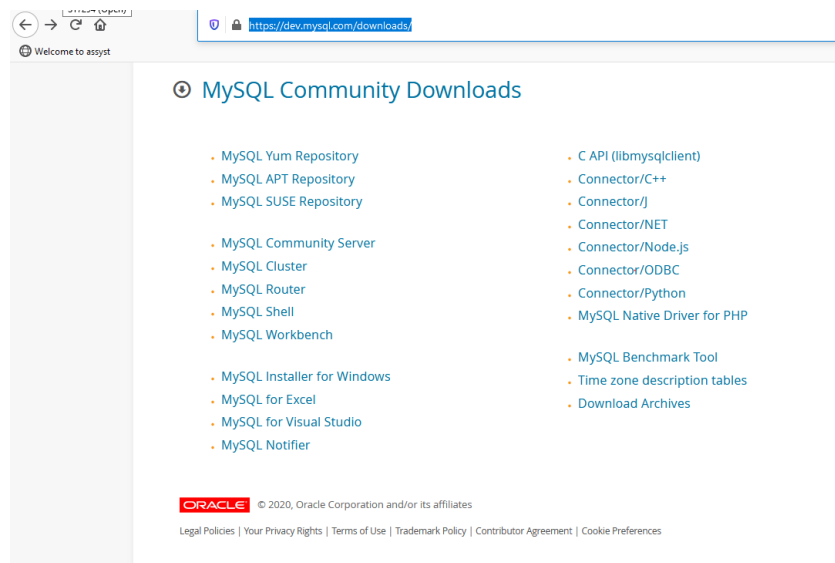 https://dev.mysql.com/downloads/
Welcome to assyst
MySQL Community Downloads
MySQL Yum Repository
MySQL APT Repository
MySQL SUSE Repository
MySQL Community Server
MySQL Cluster
MySQL Router
MySQL Shell
MySQL Workbench
MySQL Installer for Windows
MySQL for Excel
MySQL for Visual Studio
MySQL Notifier
C API (libmysqlclient)
Connector/C++
Connector/J
Connector/NET
Connector/Node.js
Connector/ODBC
Connector/Python
MySQL Native Driver for PHP
MySQL Benchmark Tool
Time zone description tables
Download Archives
ORACLE © 2020, Oracle Corporation and/or its affiliates
Legal Policies | Your Privacy Rights | Terms of Use | Trademark Policy | Contributor Agreement | Cookie Preferences